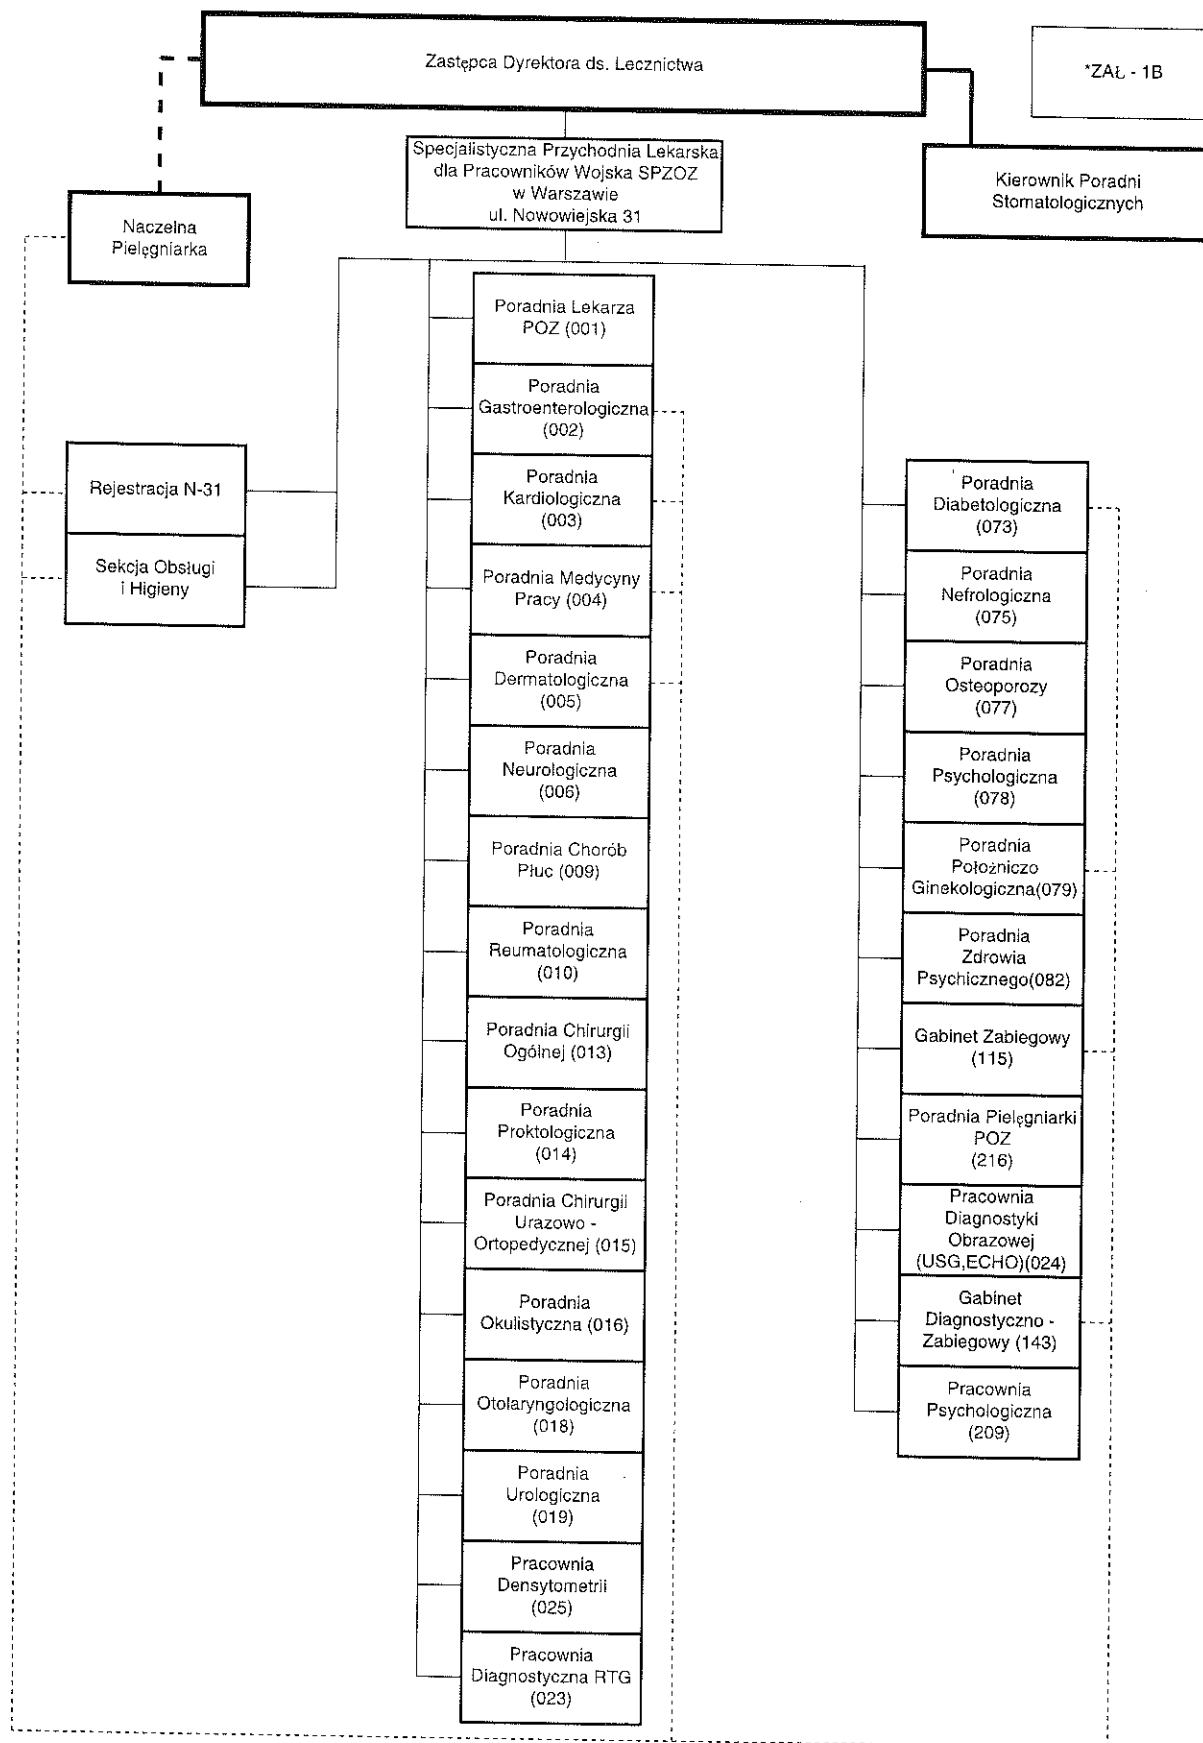 Zastępca Dyrektora ds. Lecznictwa
*ZAŁ - 1B
Specjalistyczna Przychodnia Lekarska
dla Pracowników Wojska SPZOZ
w Warszawie
ul. Nowowiejska 31
Kierownik Poradni
Stomatologicznych
Naczelna
Pielęgniarka
Rejestracja N-31
Sekcja Obsługi
i Higieny
Poradnia Lekarza
POZ (001)
Poradnia
Gastroenterologiczna
(002)
Poradnia
Kardiologiczna
(003)
Poradnia Medycyny
Pracy (004)
Poradnia
Dermatologiczna
(005)
Poradnia
Neurologiczna
(006)
Poradnia Chorób
Płuc (009)
Poradnia
Reumatologiczna
(010)
Poradnia Chirurgii
Ogólnej (013)
Poradnia
Proktologiczna
(014)
Poradnia Chirurgii
Urazowo -
Ortopedycznej (015)
Poradnia
Okulistyczna (016)
Poradnia
Otolaryngologiczna
(018)
Poradnia
Urologiczna
(019)
Pracownia
Densytometrii
(025)
Pracownia
Diagnostyczna RTG
(023)
Poradnia
Diabetologiczna
(073)
Poradnia
Nefrologiczna
(075)
Poradnia
Osteoporozy
(077)
Poradnia
Psychologiczna
(078)
Poradnia
Położniczo
Ginekologiczna(079)
Poradnia
Zdrowia
Psychicznego(082)
Gabinet Zabiegowy
(115)
Poradnia Pielęgniarki
POZ
(216)
Pracownia
Diagnostyki
Obrazowej
(USG,ECHO)(024)
Gabinet
Diagnostyczno -
Zabiegowy (143)
Pracownia
Psychologiczna
(209)